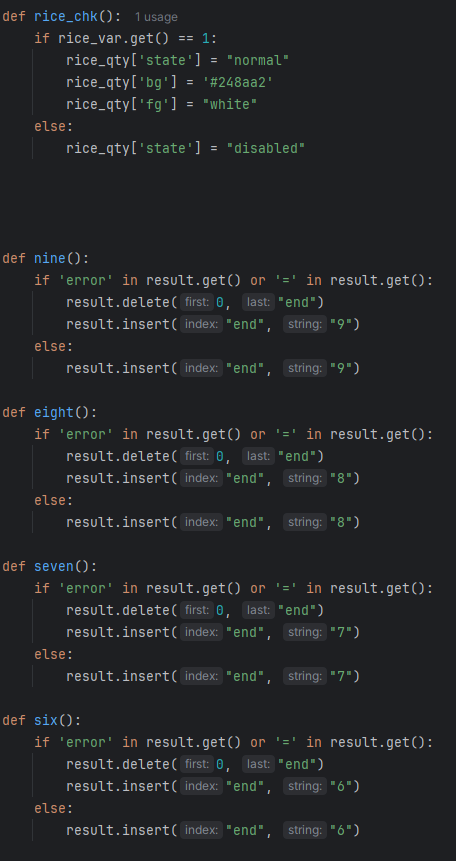 def rice_chk(): 1 usage
    if rice_var.get() == 1:
        rice_qty['state'] = "normal"
        rice_qty['bg'] = '#248aa2'
        rice_qty['fg'] = "white"
    else:
        rice_qty['state'] = "disabled"
def nine():
    if 'error' in result.get() or '=' in result.get():
        result.delete(first: 0, last: "end")
        result.insert(index: "end", string: "9")
    else:
        result.insert(index: "end", string: "9")
def eight():
    if 'error' in result.get() or '=' in result.get():
        result.delete(first: 0, last: "end")
        result.insert(index: "end", string: "8")
    else:
        result.insert(index: "end", string: "8")
def seven():
    if 'error' in result.get() or '=' in result.get():
        result.delete(first: 0, last: "end")
        result.insert(index: "end", string: "7")
    else:
        result.insert(index: "end", string: "7")
def six():
    if 'error' in result.get() or '=' in result.get():
        result.delete(first: 0, last: "end")
        result.insert(index: "end", string: "6")
    else:
        result.insert(index: "end", string: "6")